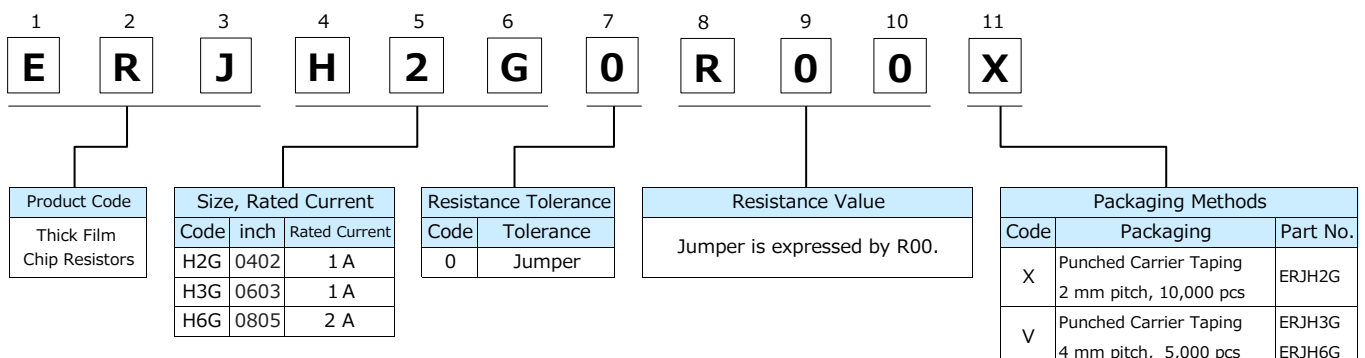 1 2 3 4 5 6 7 8 9 10 11
E R J H 2 G 0 R 0 0 X
Product Code
Thick Film
Chip Resistors
Size, Rated Current
Code inch Rated Current
H2G 0402 1 A
H3G 0603 1 A
H6G 0805 2 A
Resistance Tolerance
Code Tolerance
0 Jumper
Resistance Value
Jumper is expressed by R00.
Packaging Methods
Code Packaging Part No.
X Punched Carrier Taping
2 mm pitch, 10,000 pcs
ERJH2G
V Punched Carrier Taping
4 mm pitch, 5,000 pcs
ERJH3G
ERJH6G